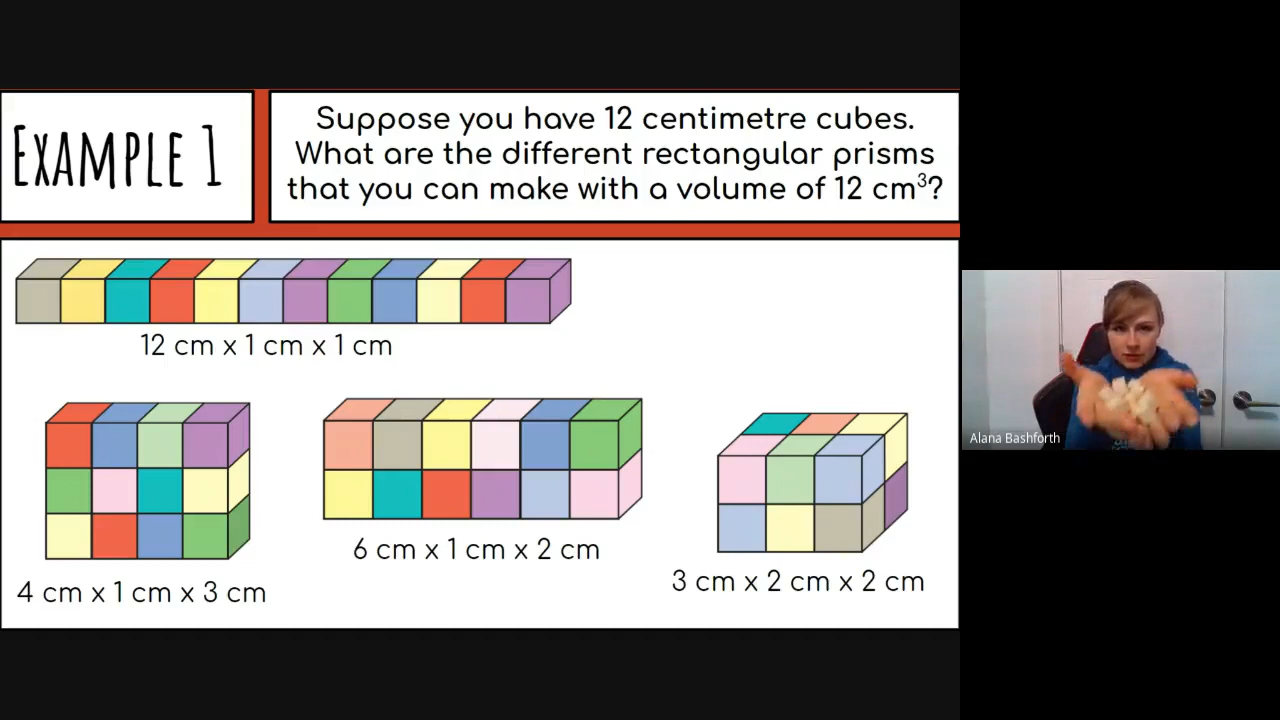 EXAMPLE 1
Suppose you have 12 centimetre cubes.
What are the different rectangular prisms
that you can make with a volume of 12 cm³?
12 cm x 1 cm x 1 cm
4 cm x 1 cm x 3 cm
6 cm x 1 cm x 2 cm
3 cm x 2 cm x 2 cm
Alana Bashforth